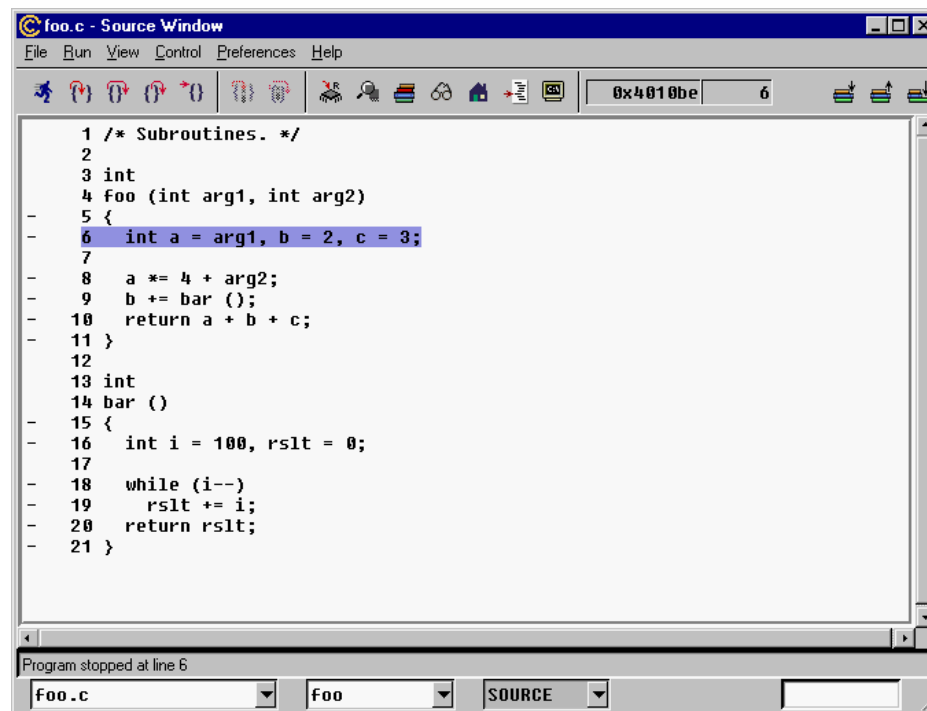 foo.c - Source Window
File Run View Control Preferences Help
0x4010be 6
1 /* Subroutines. */
2
3 int
4 foo (int arg1, int arg2)
- 5 {
- 6 int a = arg1, b = 2, c = 3;
7
- 8 a *= 4 + arg2;
- 9 b += bar ();
- 10 return a + b + c;
- 11 }
12
13 int
14 bar ()
- 15 {
- 16 int i = 100, rslt = 0;
17
- 18 while (i--)
- 19 rslt += i;
- 20 return rslt;
- 21 }
Program stopped at line 6
foo.c foo SOURCE